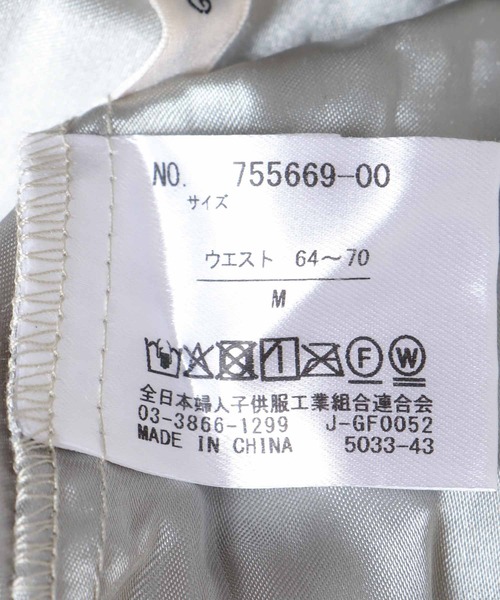 NO. 755669-00
サイズ
ウエスト 64～70
M
F W
全日本婦人子供服工業組合連合会
03-3866-1299 J-GF0052
MADE IN CHINA 5033-43